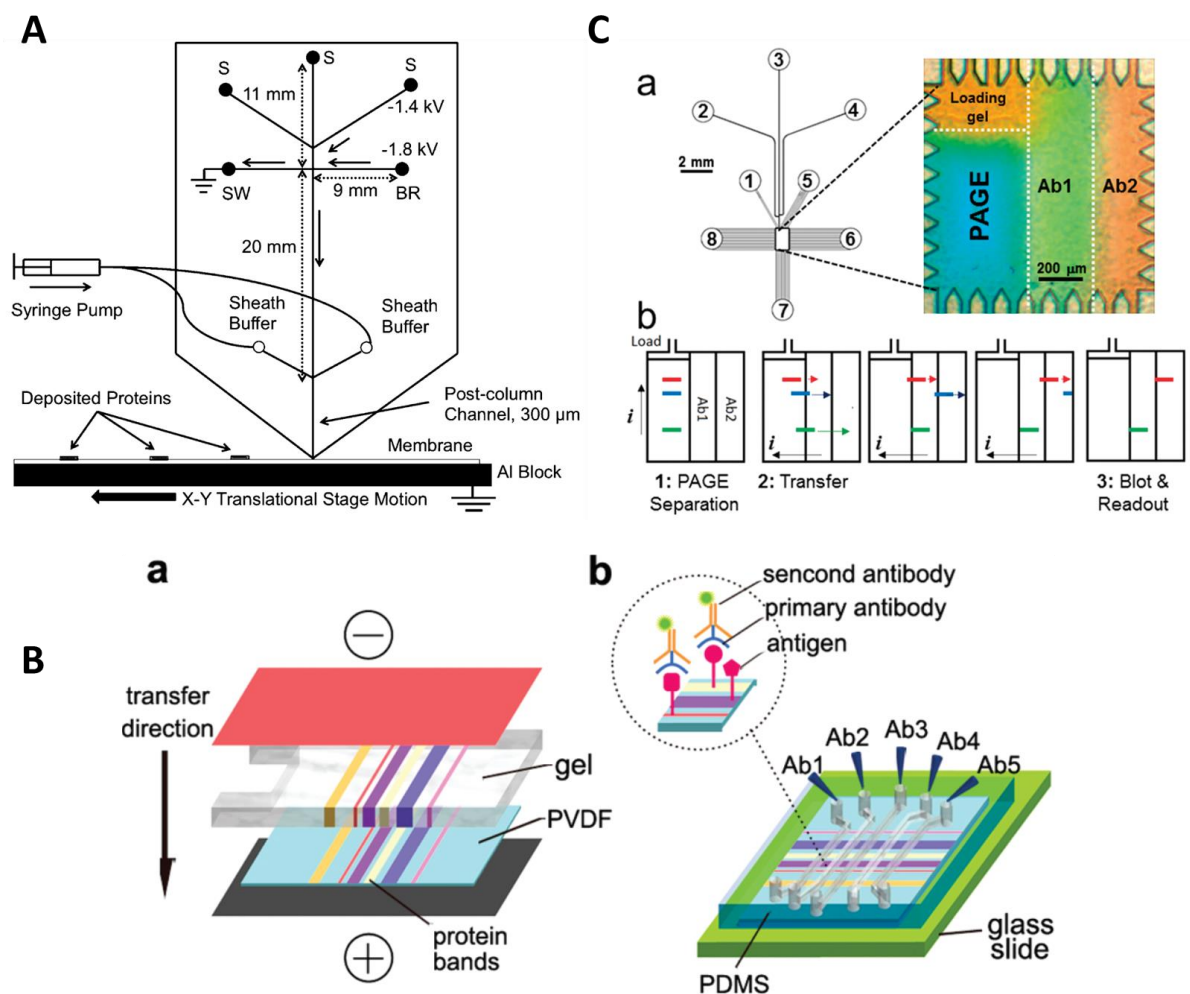 A
S
S
S
11 mm
-1.4 kV
-1.8 kV
SW
9 mm
BR
20 mm
Syringe Pump
Sheath
Buffer
Sheath
Buffer
Deposited Proteins
Post-column
Channel, 300 µm
Membrane
Al Block
X-Y Translational Stage Motion
C
a
3
2
4
2 mm
1
5
8
6
7
Loading
gel
PAGE
Ab1
Ab2
200 µm
b
Load
i
Ab1
Ab2
i
i
i
1: PAGE
Separation
2: Transfer
3: Blot &
Readout
B
a
−
transfer
direction
gel
PVDF
protein
bands
+
b
sencond antibody
primary antibody
antigen
Ab1
Ab2
Ab3
Ab4
Ab5
glass
slide
PDMS